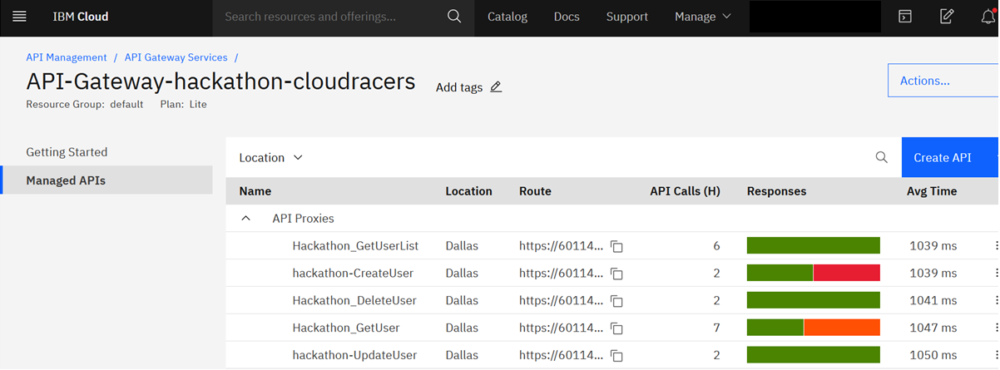 IBM Cloud Search resources and offerings... Catalog Docs Support Manage
API Management / API Gateway Services /
API-Gateway-hackathon-cloudracers Add tags Actions...
Resource Group: default Plan: Lite
Getting Started
Managed APIs
Location Create API
Name Location Route API Calls (H) Responses Avg Time
API Proxies
Hackathon_GetUserList Dallas https://60114... 6 1039 ms
hackathon-CreateUser Dallas https://60114... 2 1039 ms
Hackathon_DeleteUser Dallas https://60114... 2 1041 ms
Hackathon_GetUser Dallas https://60114... 7 1047 ms
hackathon-UpdateUser Dallas https://60114... 2 1050 ms